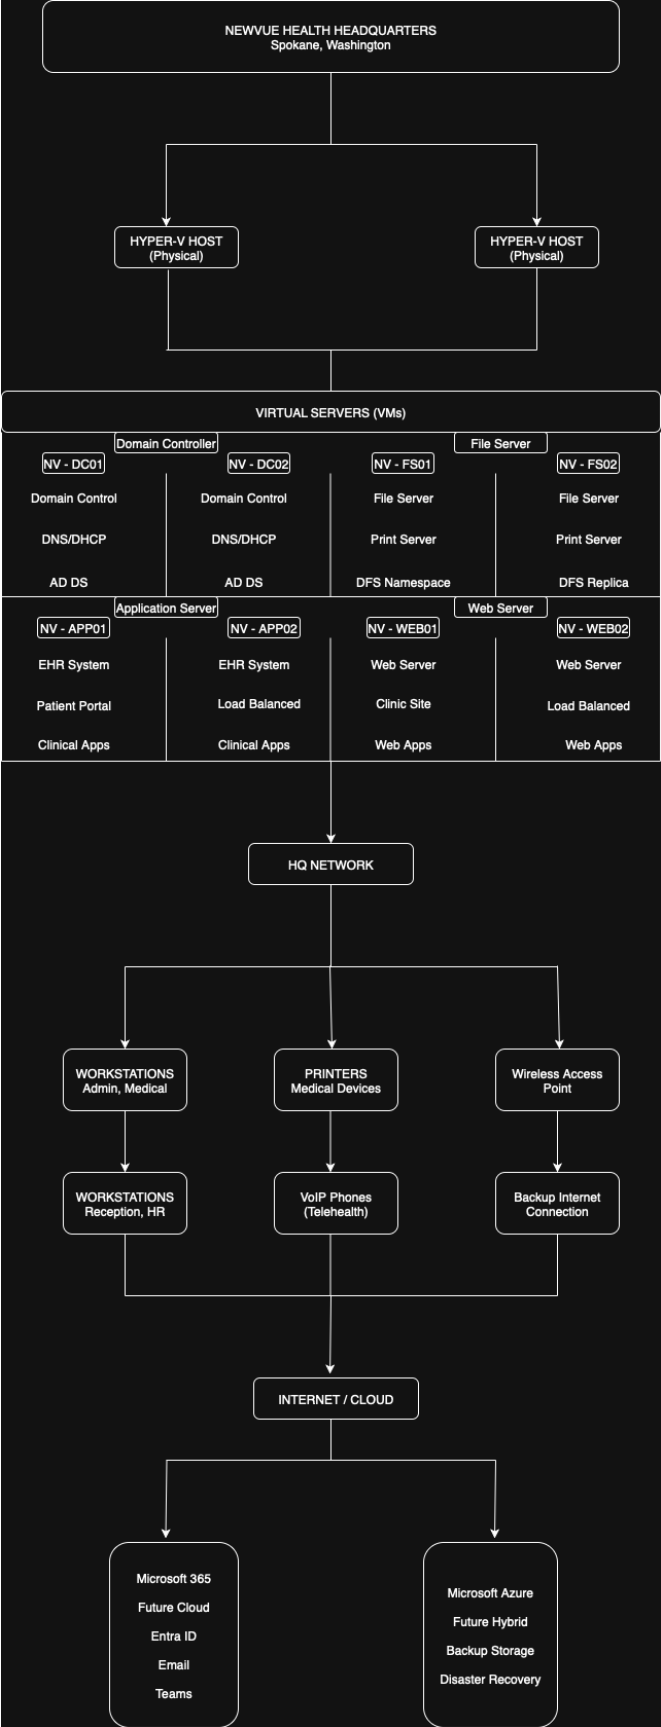 NEWVUE HEALTH HEADQUARTERS
Spokane, Washington
HYPER-V HOST
(Physical)
HYPER-V HOST
(Physical)
VIRTUAL SERVERS (VMs)
Domain Controller
File Server
NV - DC01
NV - DC02
NV - FS01
NV - FS02
Domain Control
Domain Control
File Server
File Server
DNS/DHCP
DNS/DHCP
Print Server
Print Server
AD DS
AD DS
DFS Namespace
DFS Replica
Application Server
Web Server
NV - APP01
NV - APP02
NV - WEB01
NV - WEB02
EHR System
EHR System
Web Server
Web Server
Patient Portal
Load Balanced
Clinic Site
Load Balanced
Clinical Apps
Clinical Apps
Web Apps
Web Apps
HQ NETWORK
WORKSTATIONS
Admin, Medical
PRINTERS
Medical Devices
Wireless Access
Point
WORKSTATIONS
Reception, HR
VoIP Phones
(Telehealth)
Backup Internet
Connection
INTERNET / CLOUD
Microsoft 365
Future Cloud
Entra ID
Email
Teams
Microsoft Azure
Future Hybrid
Backup Storage
Disaster Recovery